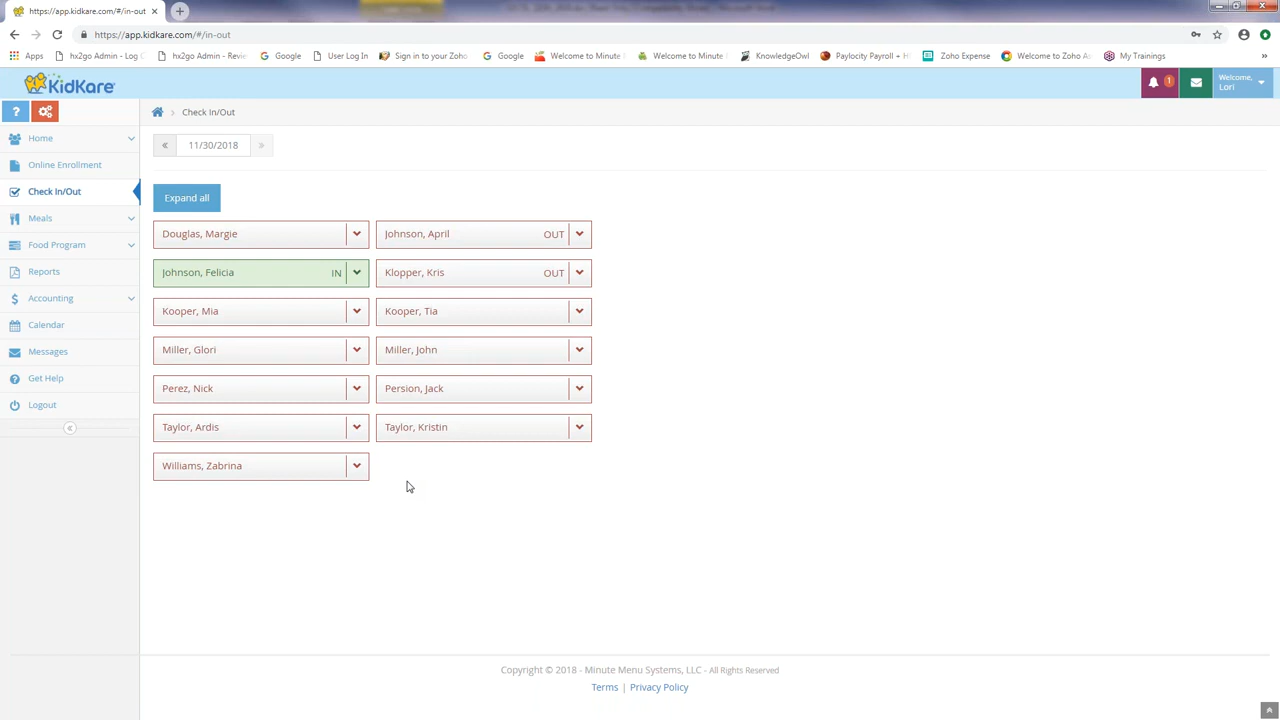 https://app.kidkare.com/#/in-out
https://app.kidkare.com/#/in-out
Apps
hx2go Admin - Log
hx2go Admin - Revie
Google
User Log In
Sign in to your Zoho
Google
Welcome to Minute
Welcome to Minute
KnowledgeOwl
Paylocity Payroll + H
Zoho Expense
Welcome to Zoho As
My Trainings
KidKare
1
Welcome,
Lori
?
Check In/Out
Home
Online Enrollment
Check In/Out
Meals
Food Program
Reports
Accounting
Calendar
Messages
Get Help
Logout
11/30/2018
Expand all
Douglas, Margie
Johnson, April OUT
Johnson, Felicia IN
Klopper, Kris OUT
Kooper, Mia
Kooper, Tia
Miller, Glori
Miller, John
Perez, Nick
Persion, Jack
Taylor, Ardis
Taylor, Kristin
Williams, Zabrina
Copyright © 2018 - Minute Menu Systems, LLC - All Rights Reserved
Terms | Privacy Policy